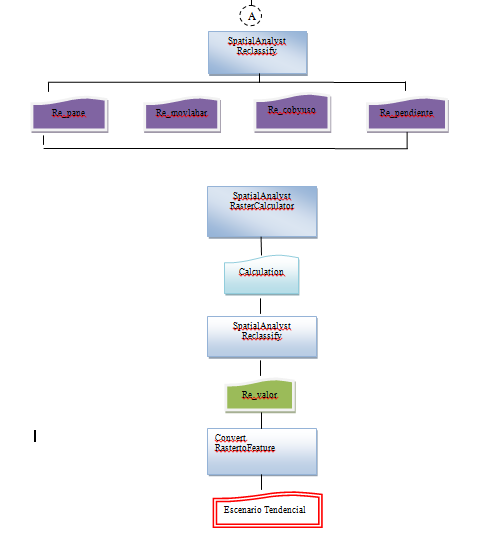 A
SpatialAnalyst
Reclassify
Re_pane
Re_movlahar
Re_cobyuso
Re_pendiente
SpatialAnalyst
RasterCalculator
Calculation
SpatialAnalyst
Reclassify
Re_valor
Convert
RastertoFeature
Escenario Tendencial